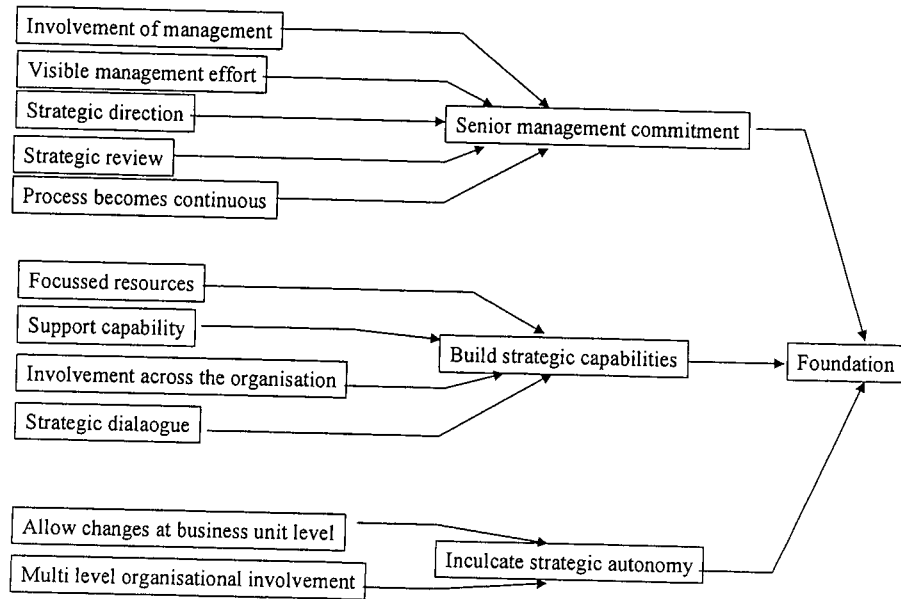 Involvement of management
Visible management effort
Strategic direction
Senior management commitment
Strategic review
Process becomes continuous
Focussed resources
Support capability
Build strategic capabilities
Foundation
Involvement across the organisation
Strategic dialaogue
Allow changes at business unit level
Inculcate strategic autonomy
Multi level organisational involvement